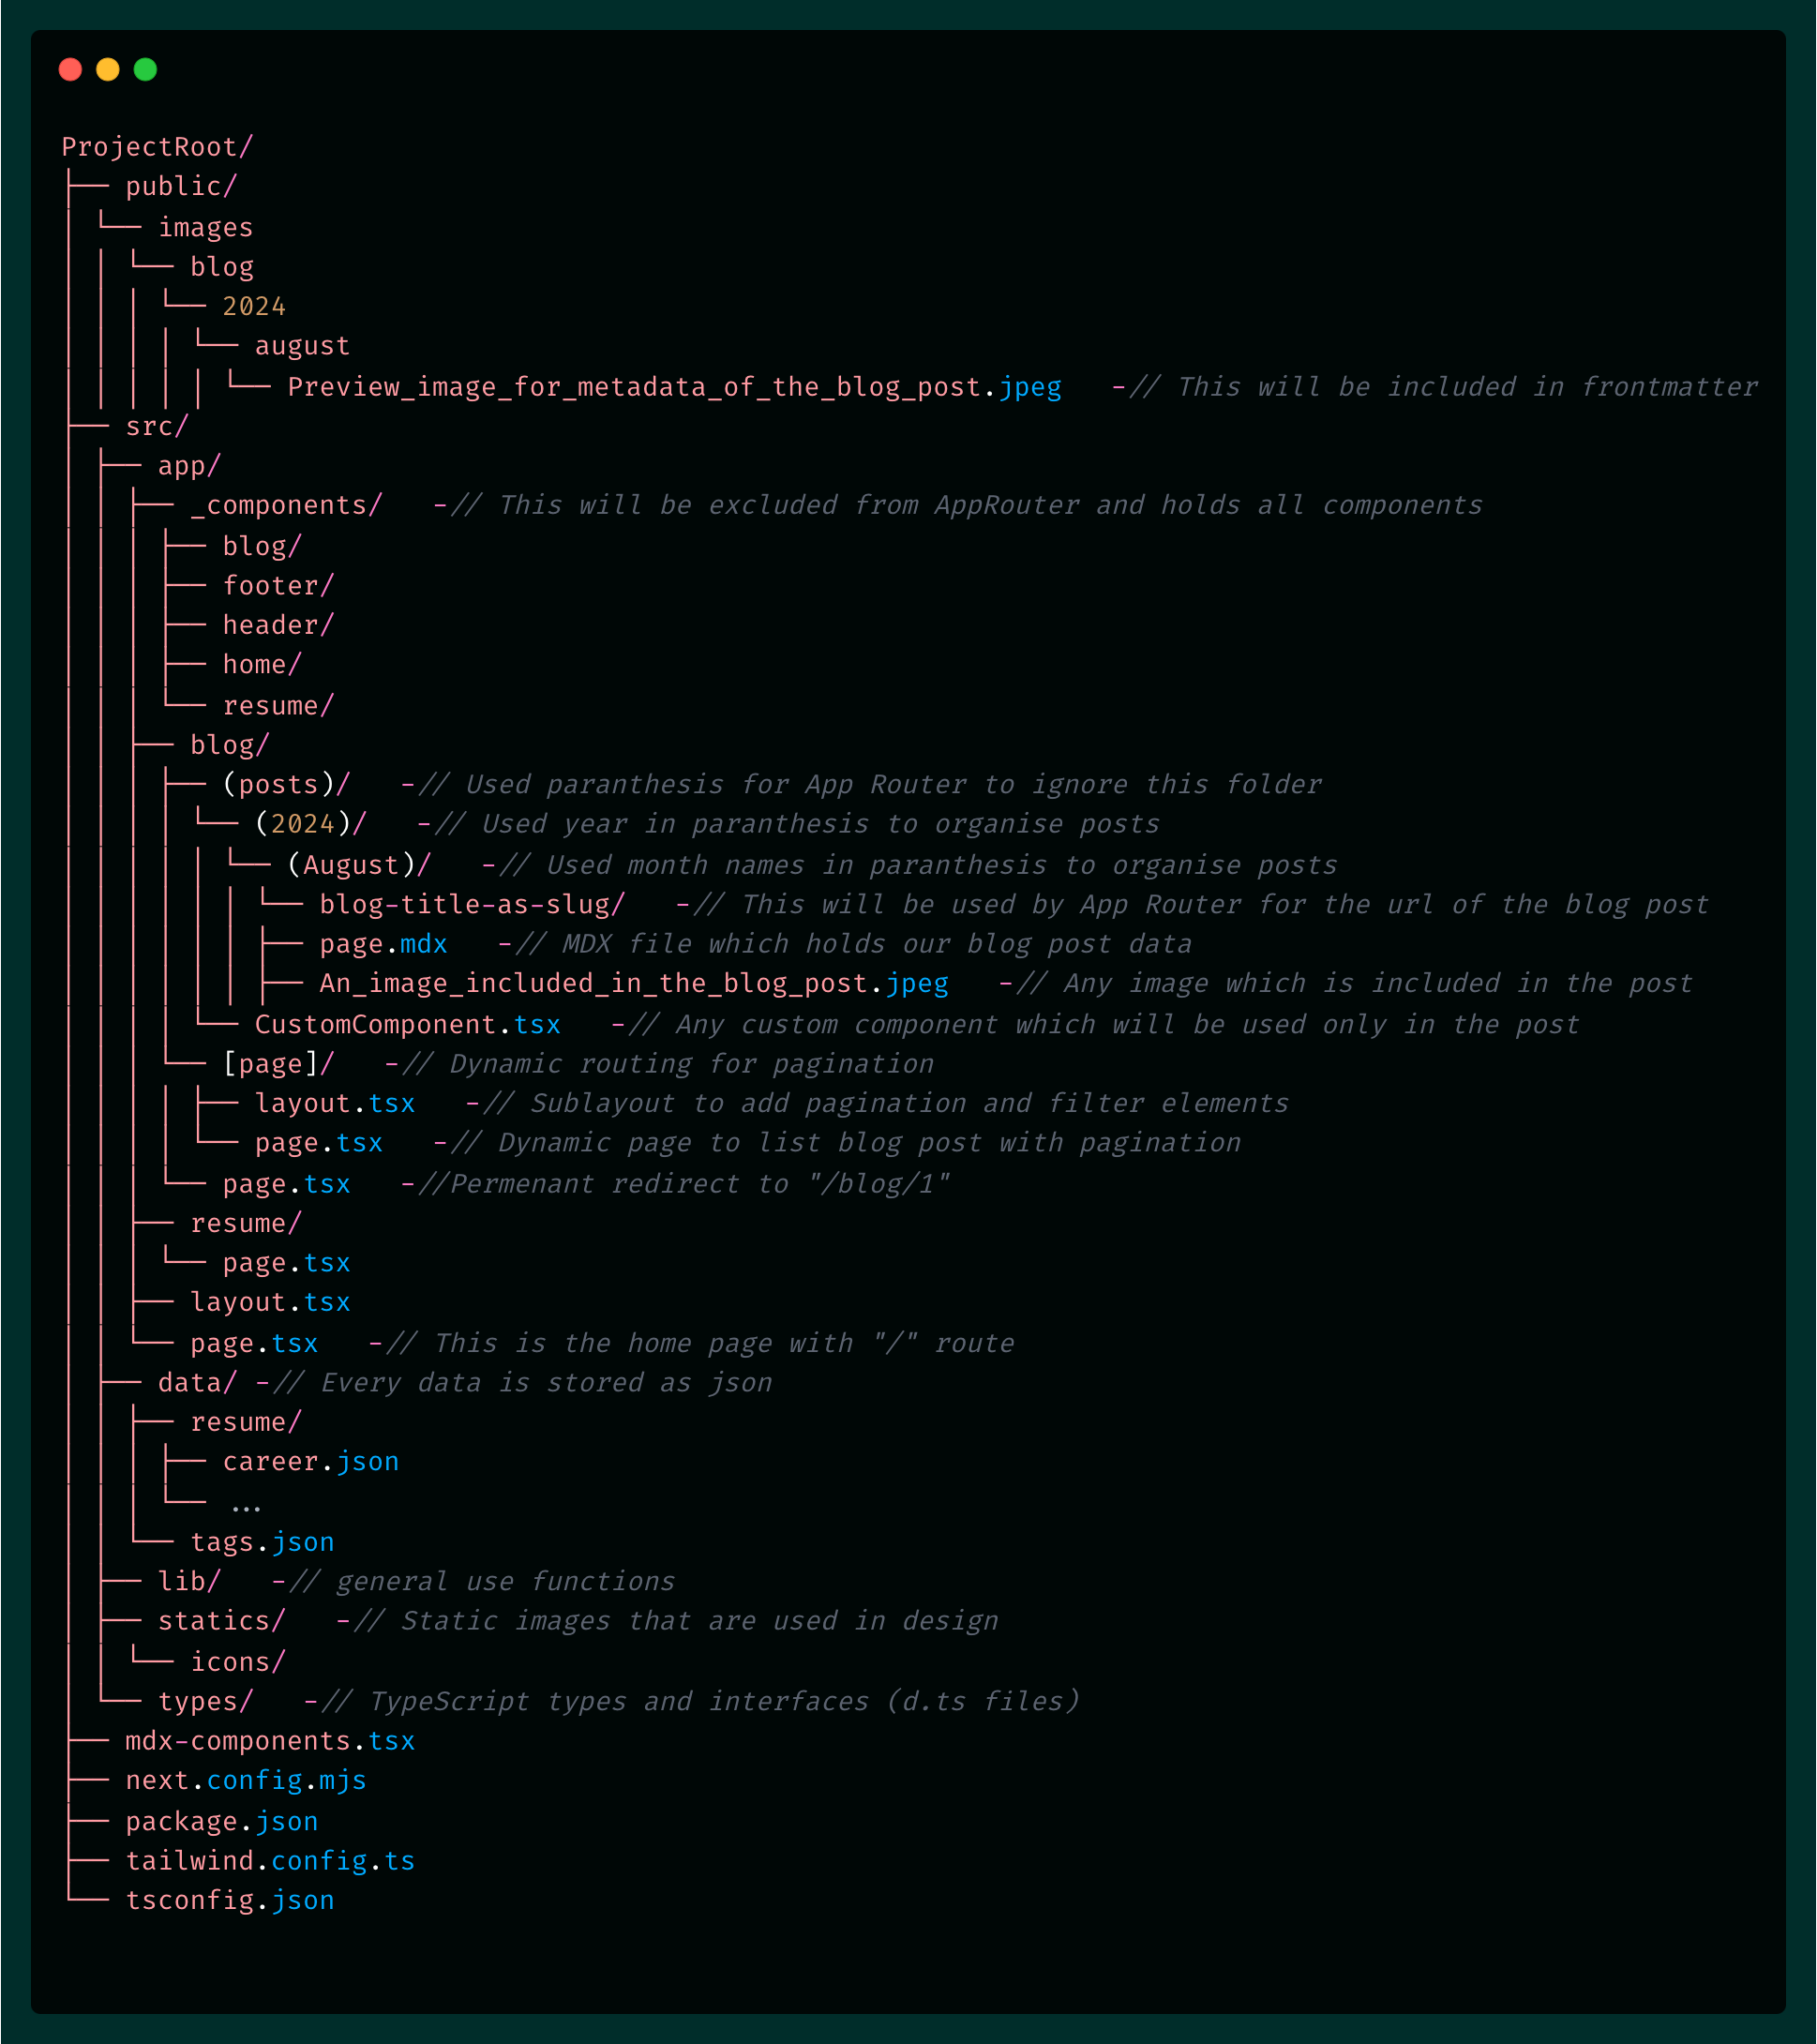 ProjectRoot/
├── public/
│ └── images
│ │ └── blog
│ │ │ └── 2024
│ │ │ │ └── august
│ │ │ │ │ └── Preview_image_for_metadata_of_the_blog_post.jpeg   -// This will be included in frontmatter
├── src/
│ ├── app/
│ │ ├── _components/   -// This will be excluded from AppRouter and holds all components
│ │ │ ├── blog/
│ │ │ ├── footer/
│ │ │ ├── header/
│ │ │ ├── home/
│ │ │ └── resume/
│ │ ├── blog/
│ │ │ ├── (posts)/   -// Used paranthesis for App Router to ignore this folder
│ │ │ │ └── (2024)/   -// Used year in paranthesis to organise posts
│ │ │ │ │ └── (August)/   -// Used month names in paranthesis to organise posts
│ │ │ │ │ │ └── blog-title-as-slug/   -// This will be used by App Router for the url of the blog post
│ │ │ │ │ │ ├── page.mdx   -// MDX file which holds our blog post data
│ │ │ │ │ │ ├── An_image_included_in_the_blog_post.jpeg   -// Any image which is included in the post
│ │ │ │ └── CustomComponent.tsx   -// Any custom component which will be used only in the post
│ │ │ └── [page]/   -// Dynamic routing for pagination
│ │ │ │ ├── layout.tsx   -// Sublayout to add pagination and filter elements
│ │ │ │ └── page.tsx   -// Dynamic page to list blog post with pagination
│ │ │ └── page.tsx   -//Permenant redirect to "/blog/1"
│ │ ├── resume/
│ │ │ └── page.tsx
│ │ ├── layout.tsx
│ │ └── page.tsx   -// This is the home page with "/" route
│ ├── data/ -// Every data is stored as json
│ │ ├── resume/
│ │ │ ├── career.json
│ │ │ └── ...
│ │ └── tags.json
│ ├── lib/   -// general use functions
│ ├── statics/   -// Static images that are used in design
│ │ └── icons/
│ └── types/   -// TypeScript types and interfaces (d.ts files)
├── mdx-components.tsx
├── next.config.mjs
├── package.json
├── tailwind.config.ts
└── tsconfig.json